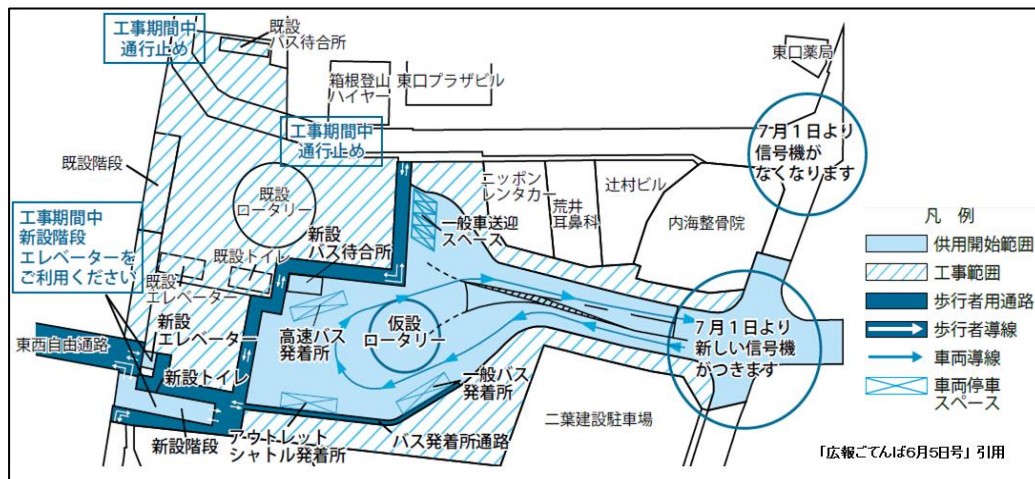 工事期間中
通行止め
既設
バス待合所
箱根登山
ハイヤー
東口プラザビル
東口薬局
工事期間中
通行止め
7月1日より
信号機が
なくなります
既設階段
既設
ロータリー
ニッポン
レンタカー
荒井
耳鼻科
辻村ビル
内海整骨院
一般車送迎
スペース
工事期間中
新設階段
エレベーターを
ご利用ください
既設トイレ
新設
バス待合所
既設
エレベーター
高速バス
発着所
仮設
ロータリー
7月1日より
新しい信号機
がつきます
東西自由通路
新設
エレベーター
新設トイレ
一般バス
発着所
新設階段
アウトレット
シャトル発着所
バス発着所通路
二葉建設駐車場
凡 例
供用開始範囲
工事範囲
歩行者用通路
歩行者導線
車両導線
車両停車
スペース
「広報ごてんば6月5日号」引用